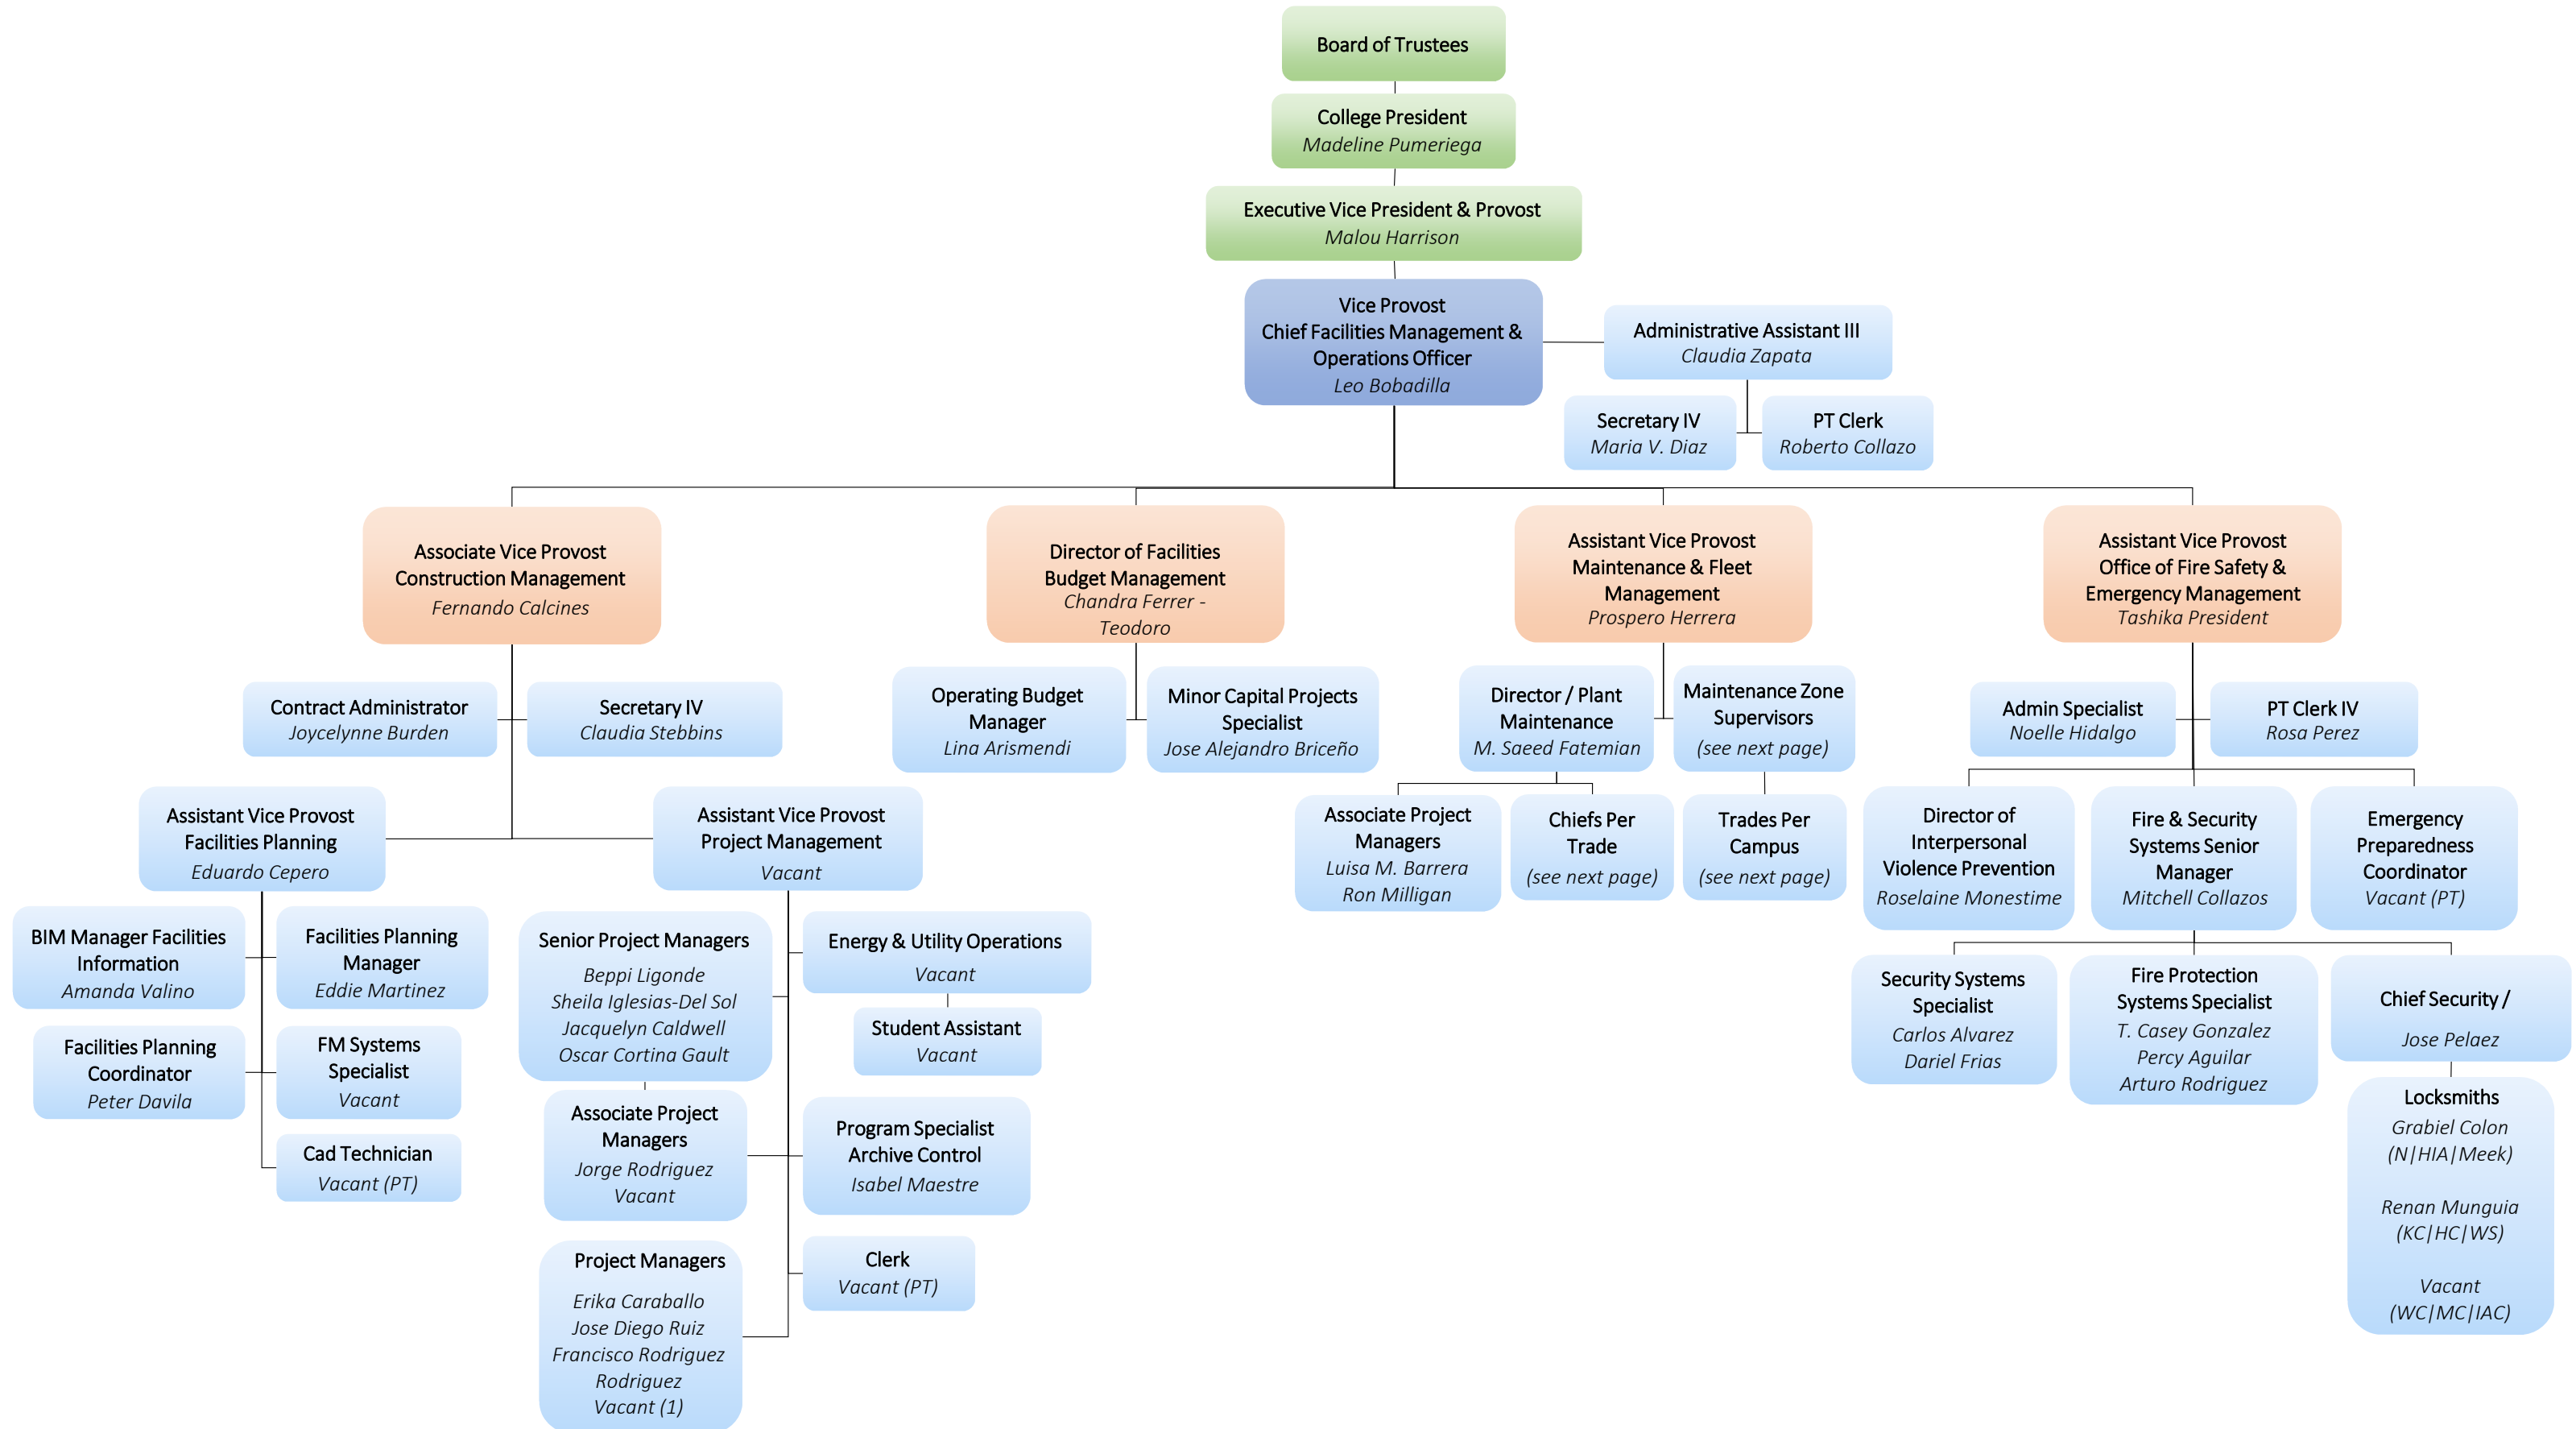 Board of Trustees
College President
Madeline Pumeriega
Executive Vice President & Provost
Malou Harrison
Vice Provost
Chief Facilities Management &
Operations Officer
Leo Bobadilla
Administrative Assistant III
Claudia Zapata
Secretary IV
Maria V. Diaz
PT Clerk
Roberto Collazo
Associate Vice Provost
Construction Management
Fernando Calcines
Director of Facilities
Budget Management
Chandra Ferrer -
Teodoro
Assistant Vice Provost
Maintenance & Fleet
Management
Prospero Herrera
Assistant Vice Provost
Office of Fire Safety &
Emergency Management
Tashika President
Contract Administrator
Joycelynne Burden
Secretary IV
Claudia Stebbins
Operating Budget
Manager
Lina Arismendi
Minor Capital Projects
Specialist
Jose Alejandro Briceño
Director / Plant
Maintenance
M. Saeed Fatemian
Maintenance Zone
Supervisors
(see next page)
Admin Specialist
Noelle Hidalgo
PT Clerk IV
Rosa Perez
Assistant Vice Provost
Facilities Planning
Eduardo Cepero
Assistant Vice Provost
Project Management
Vacant
Associate Project
Managers
Luisa M. Barrera
Ron Milligan
Chiefs Per
Trade
(see next page)
Trades Per
Campus
(see next page)
Director of
Interpersonal
Violence Prevention
Roselaine Monestime
Fire & Security
Systems Senior
Manager
Mitchell Collazos
Emergency
Preparedness
Coordinator
Vacant (PT)
BIM Manager Facilities
Information
Amanda Valino
Facilities Planning
Manager
Eddie Martinez
Facilities Planning
Coordinator
Peter Davila
FM Systems
Specialist
Vacant
Cad Technician
Vacant (PT)
Senior Project Managers
Beppi Ligonde
Sheila Iglesias-Del Sol
Jacquelyn Caldwell
Oscar Cortina Gault
Energy & Utility Operations
Vacant
Student Assistant
Vacant
Associate Project
Managers
Jorge Rodriguez
Vacant
Program Specialist
Archive Control
Isabel Maestre
Project Managers
Erika Caraballo
Jose Diego Ruiz
Francisco Rodriguez
Rodriguez
Vacant (1)
Clerk
Vacant (PT)
Security Systems
Specialist
Carlos Alvarez
Dariel Frias
Fire Protection
Systems Specialist
T. Casey Gonzalez
Percy Aguilar
Arturo Rodriguez
Chief Security /
Jose Pelaez
Locksmiths
Grabiel Colon
(N|HIA|Meek)
Renan Munguia
(KC|HC|WS)
Vacant
(WC|MC|IAC)